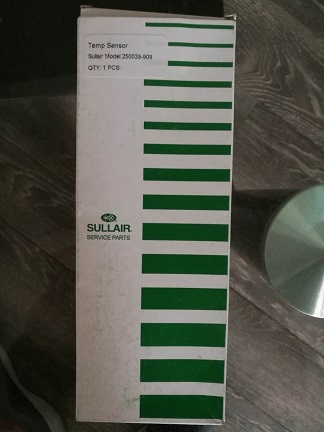 Temp Sensor
Sullair Model:250039-909
QTY: 1 PCS
SULLAIR
SERVICE PARTS